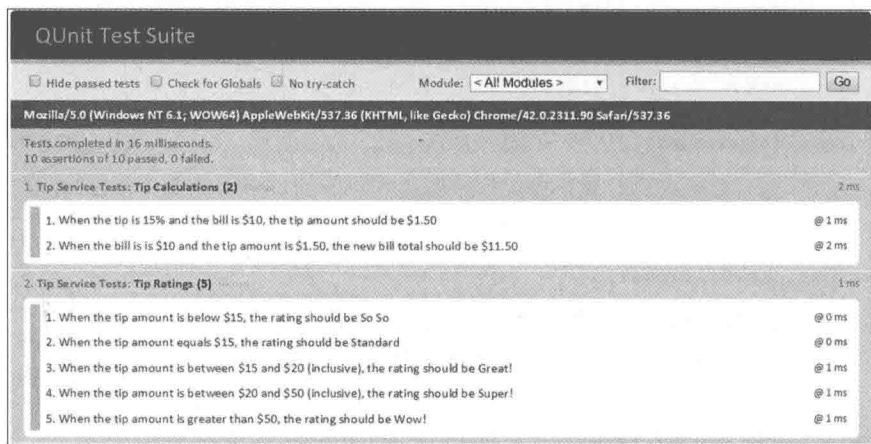 QUnit Test Suite
Hide passed tests Check for Globals No try-catch Module: < All Modules > Filter: Go
Mozilla/5.0 (Windows NT 6.1; WOW64) AppleWebKit/537.36 (KHTML, like Gecko) Chrome/42.0.2311.90 Safari/537.36
Tests completed in 16 milliseconds.
10 assertions of 10 passed, 0 failed.
1. Tip Service Tests: Tip Calculations (2) 2 ms
1. When the tip is 15% and the bill is $10, the tip amount should be $1.50 @ 1 ms
2. When the bill is is $10 and the tip amount is $1.50, the new bill total should be $11.50 @ 2 ms
2. Tip Service Tests: Tip Ratings (5) 1 ms
1. When the tip amount is below $15, the rating should be So So @ 0 ms
2. When the tip amount equals $15, the rating should be Standard @ 0 ms
3. When the tip amount is between $15 and $20 (inclusive), the rating should be Great! @ 1 ms
4. When the tip amount is between $20 and $50 (inclusive), the rating should be Super! @ 1 ms
5. When the tip amount is greater than $50, the rating should be Wow! @ 1 ms